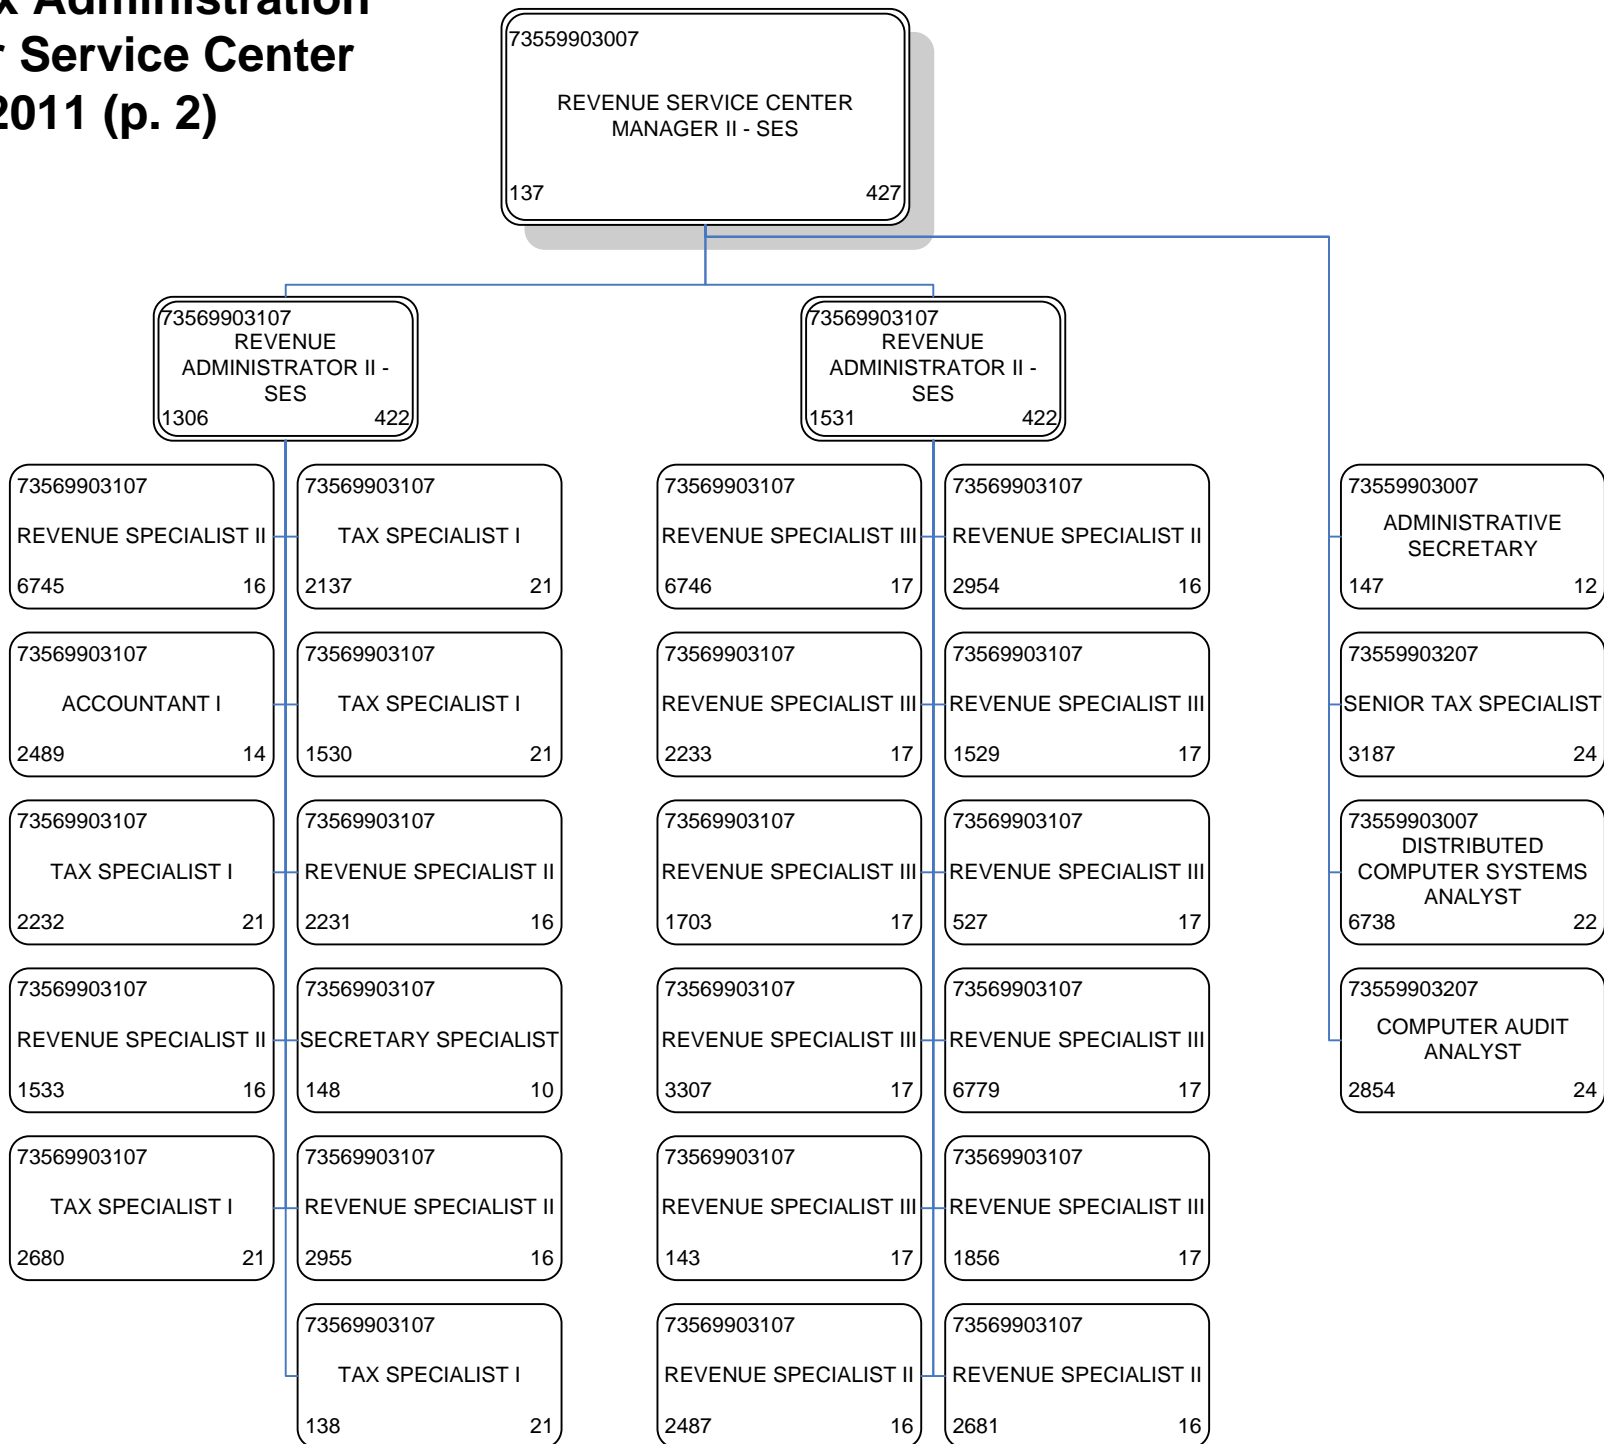 Administration
Service Center
2011 (p. 2)
73559903007
REVENUE SERVICE CENTER
MANAGER II - SES
137 427
73569903107
REVENUE
ADMINISTRATOR II -
SES
1306 422
73569903107
REVENUE
ADMINISTRATOR II -
SES
1531 422
73569903107
REVENUE SPECIALIST II
6745 16
73569903107
TAX SPECIALIST I
2137 21
73569903107
REVENUE SPECIALIST III
6746 17
73569903107
REVENUE SPECIALIST II
2954 16
73559903007
ADMINISTRATIVE
SECRETARY
147 12
73569903107
ACCOUNTANT I
2489 14
73569903107
TAX SPECIALIST I
1530 21
73569903107
REVENUE SPECIALIST III
2233 17
73569903107
REVENUE SPECIALIST III
1529 17
73559903207
SENIOR TAX SPECIALIST
3187 24
73569903107
TAX SPECIALIST I
2232 21
73569903107
REVENUE SPECIALIST II
2231 16
73569903107
REVENUE SPECIALIST III
1703 17
73569903107
REVENUE SPECIALIST III
527 17
73559903007
DISTRIBUTED
COMPUTER SYSTEMS
ANALYST
6738 22
73569903107
REVENUE SPECIALIST II
1533 16
73569903107
SECRETARY SPECIALIST
148 10
73569903107
REVENUE SPECIALIST III
3307 17
73569903107
REVENUE SPECIALIST III
6779 17
73559903207
COMPUTER AUDIT
ANALYST
2854 24
73569903107
TAX SPECIALIST I
2680 21
73569903107
REVENUE SPECIALIST II
2955 16
73569903107
REVENUE SPECIALIST III
143 17
73569903107
REVENUE SPECIALIST III
1856 17
73569903107
TAX SPECIALIST I
138 21
73569903107
REVENUE SPECIALIST II
2487 16
73569903107
REVENUE SPECIALIST II
2681 16